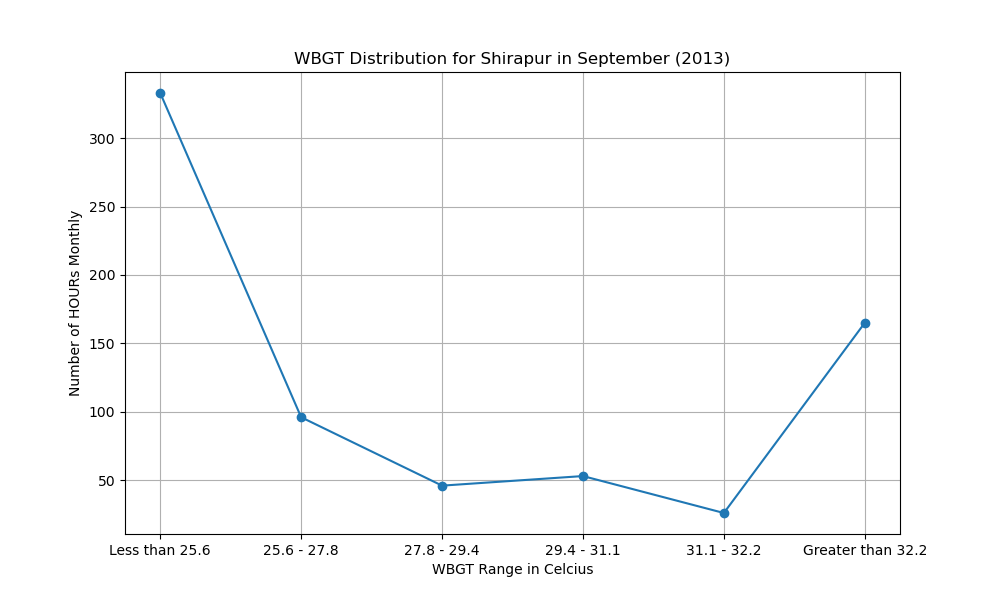 WBGT Distribution for Shirapur in September (2013)
Number of HOURs Monthly
300
250
200
150
100
50
Less than 25.6
25.6 - 27.8
27.8 - 29.4
29.4 - 31.1
31.1 - 32.2
Greater than 32.2
WBGT Range in Celcius